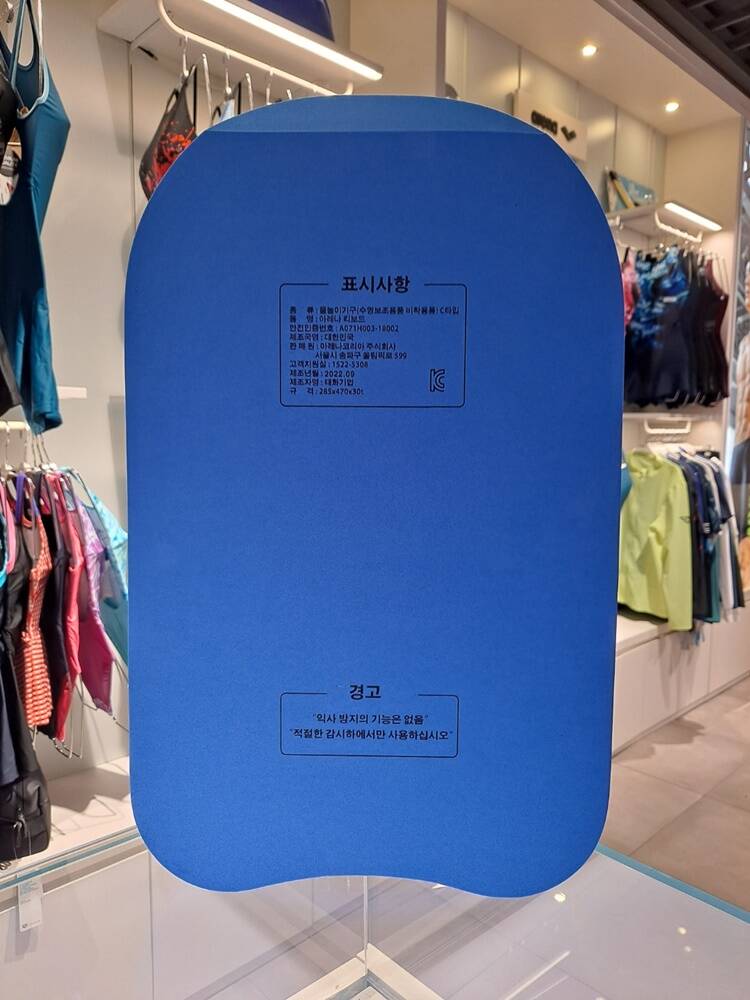 arena
표시사항
종 류 : 물놀이기구(수영보조용품 비착용품) C타입
품 명 : 아레나 킥보드
안전인증번호 : A071H003-18002
제조국명 : 대한민국
판 매 원 : 아레나코리아 주식회사
서울시 송파구 올림픽로 599
고객지원실 : 1522-5308
제조년월 : 2022.09
제조자명 : 태화기업
규 격 : 285x470x30t
경고
"익사 방지의 기능은 없음"
"적절한 감시하에서만 사용하십시오"